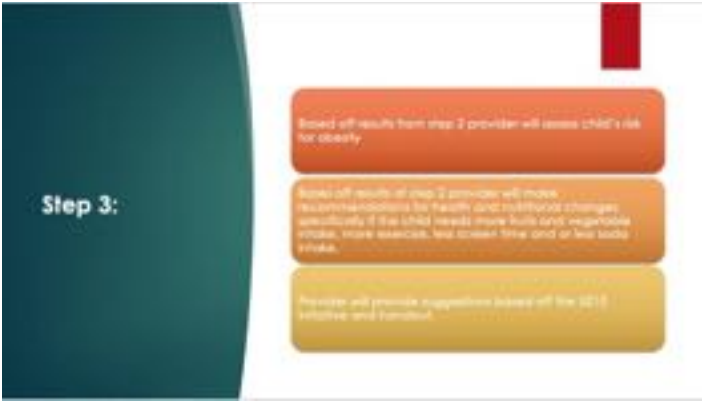 Step 3:
Based off results from step 2 provider will assess child's risk
for obesity
Based off results of step 2 provider will make
recommendations for health and nutritional changes
specifically if the child needs more fruits and vegetable
intake, more exercise, less screen time and or less soda
intake.
Provider will provide suggestions based off the
initiative and handout